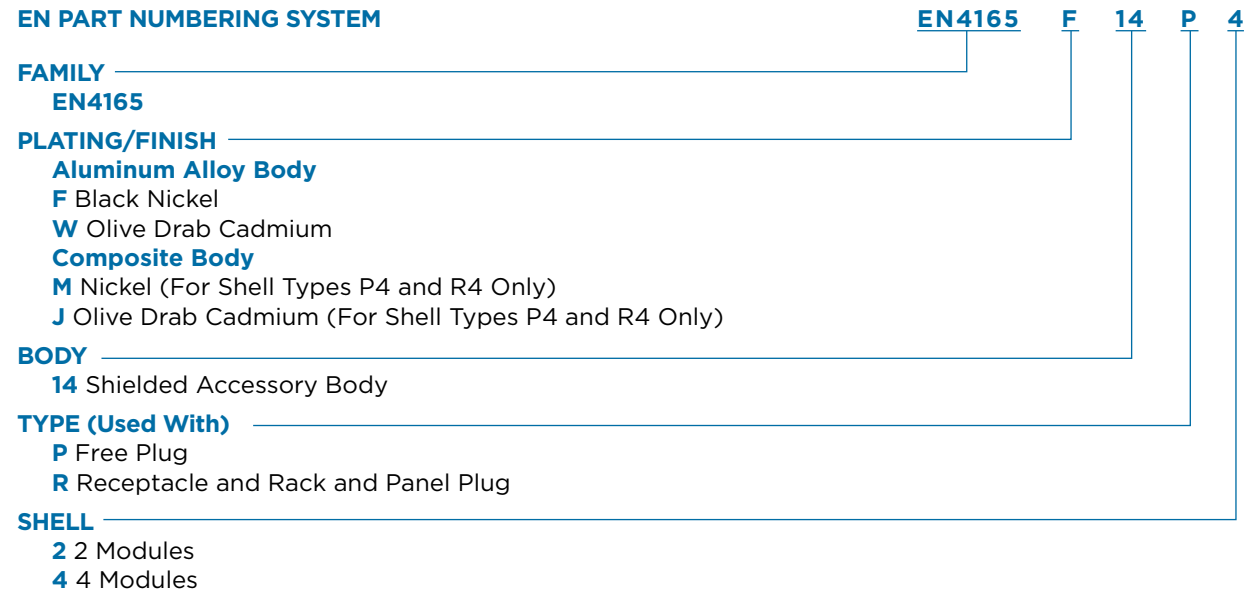 EN PART NUMBERING SYSTEM EN4165 F 14 P 4
FAMILY
EN4165
PLATING/FINISH
Aluminum Alloy Body
F Black Nickel
W Olive Drab Cadmium
Composite Body
M Nickel (For Shell Types P4 and R4 Only)
J Olive Drab Cadmium (For Shell Types P4 and R4 Only)
BODY
14 Shielded Accessory Body
TYPE (Used With)
P Free Plug
R Receptacle and Rack and Panel Plug
SHELL
2 2 Modules
4 4 Modules